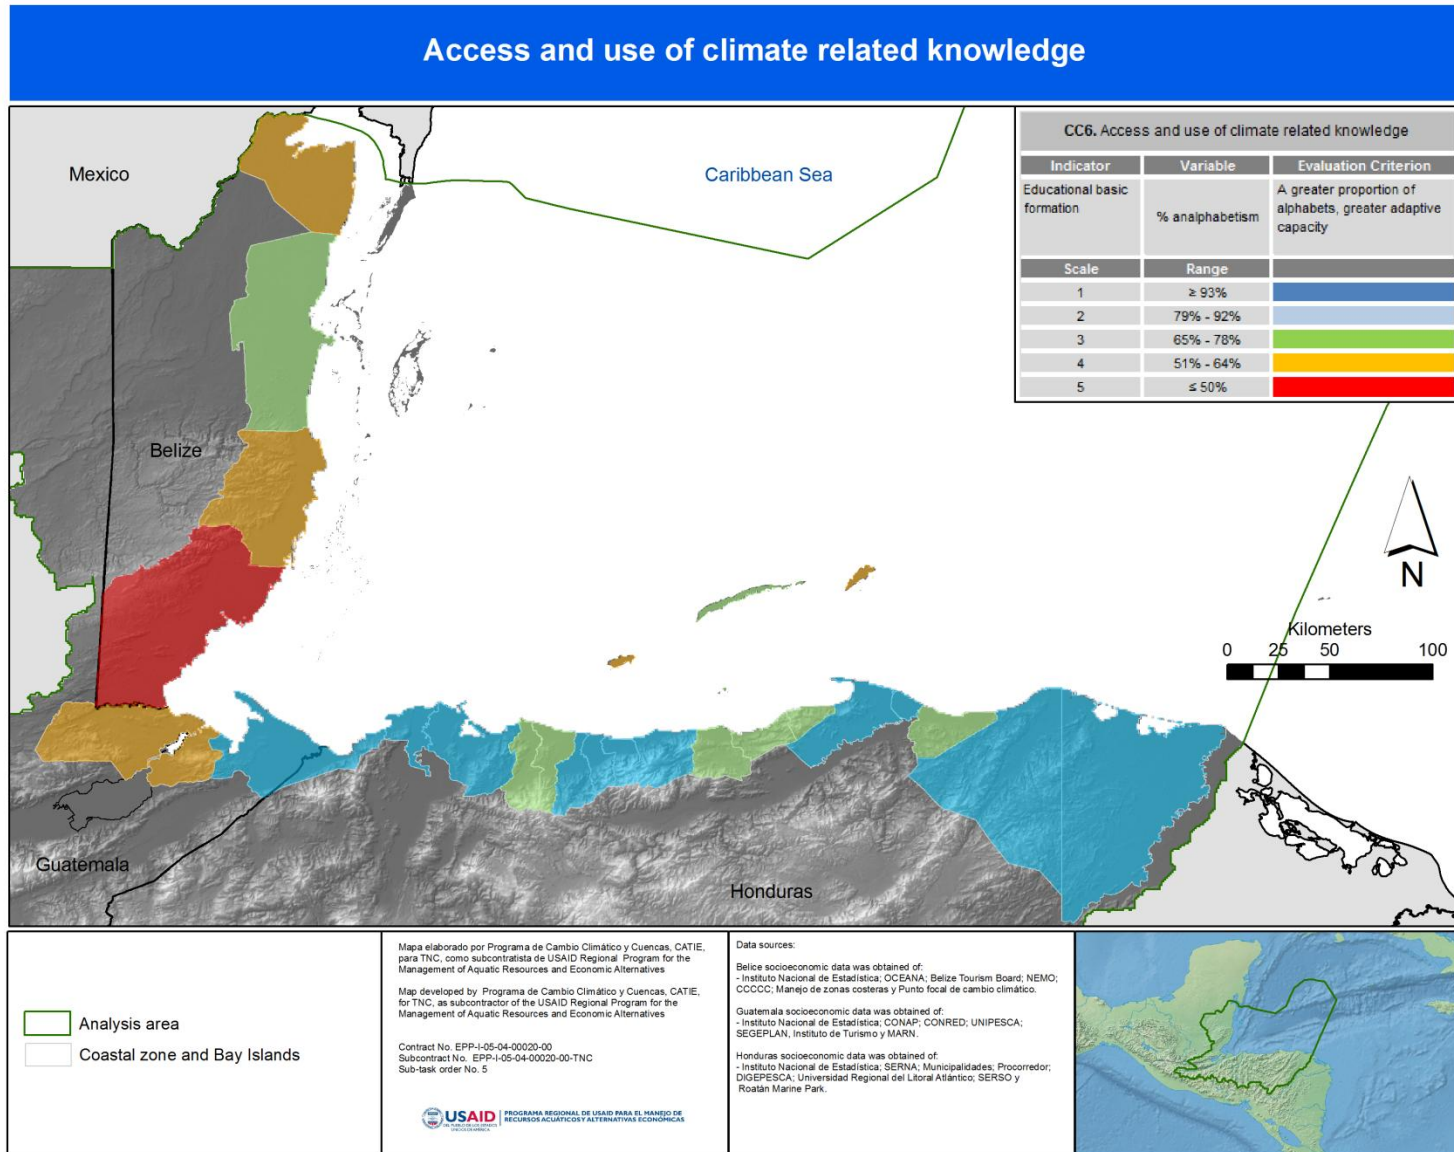 Access and use of climate related knowledge
Mexico
Caribbean Sea
CC6. Access and use of climate related knowledge
Indicator Variable Evaluation Criterion
Educational basic formation % analphabetism A greater proportion of alphabets, greater adaptive capacity
Scale Range
1 ≥ 93%
2 79% - 92%
3 65% - 78%
4 51% - 64%
5 ≤ 50%
Belize
N
Kilometers
0 25 50 100
Guatemala
Honduras
Analysis area
Coastal zone and Bay Islands
Mapa elaborado por Programa de Cambio Climático y Cuencas, CATIE,
para TNC, como subcontratista de USAID Regional Program for the
Management of Aquatic Resources and Economic Alternatives
Map developed by Programa de Cambio Climático y Cuencas, CATIE,
for TNC, as subcontractor of the USAID Regional Program for the
Management of Aquatic Resources and Economic Alternatives
Contract No. EPP-I-05-04-00020-00
Subcontract No. EPP-I-05-04-00020-00-TNC
Sub-task order No. 5
USAID
DEL PUEBLO DE LOS ESTADOS
UNIDOS DE AMÉRICA
PROGRAMA REGIONAL DE USAID PARA EL MANEJO DE
RECURSOS ACUÁTICOS Y ALTERNATIVAS ECONÓMICAS
Data sources:
Belice socioeconomic data was obtained of:
- Instituto Nacional de Estadística; OCEANA; Belize Tourism Board; NEMO;
CCCCC; Manejo de zonas costeras y Punto focal de cambio climático.
Guatemala socioeconomic data was obtained of:
- Instituto Nacional de Estadística; CONAP; CONRED; UNIPESCA;
SEGEPLAN, Instituto de Turismo y MARN.
Honduras socioeconomic data was obtained of:
- Instituto Nacional de Estadística; SERNA; Municipalidades; Procorredor;
DIGEPESCA; Universidad Regional del Litoral Atlántico; SERSO y
Roatán Marine Park.